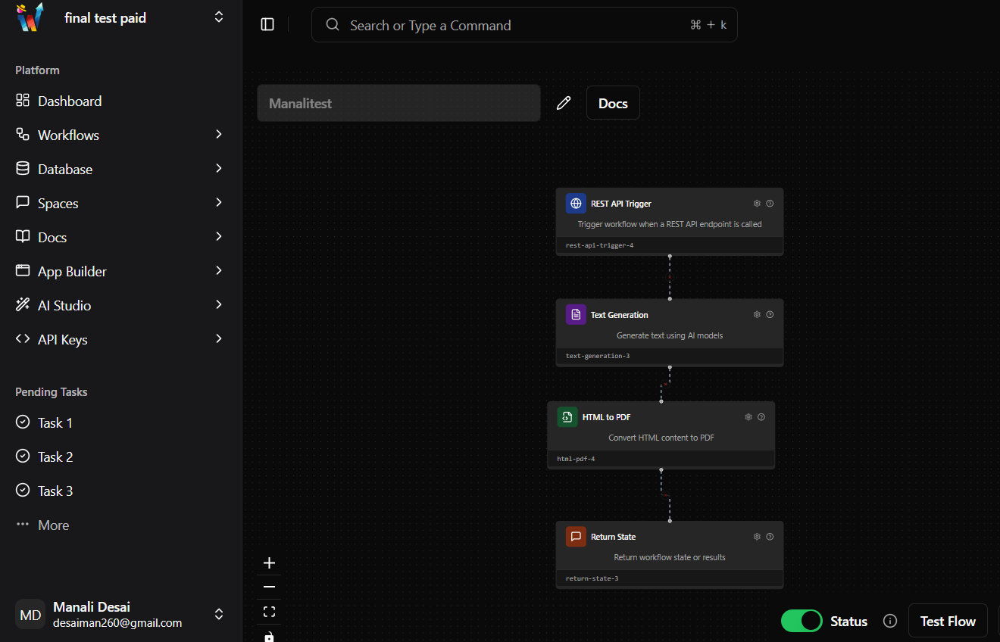 final test paid
Search or Type a Command
⌘ + k
Platform
Dashboard
Workflows
Database
Spaces
Docs
App Builder
AI Studio
API Keys
Pending Tasks
Task 1
Task 2
Task 3
More
MD
Manali Desai
desaiman260@gmail.com
Manalitest
Docs
REST API Trigger
Trigger workflow when a REST API endpoint is called
rest-api-trigger-4
Text Generation
Generate text using AI models
text-generation-3
HTML to PDF
Convert HTML content to PDF
html-pdf-4
Return State
Return workflow state or results
return-state-3
Status
Test Flow